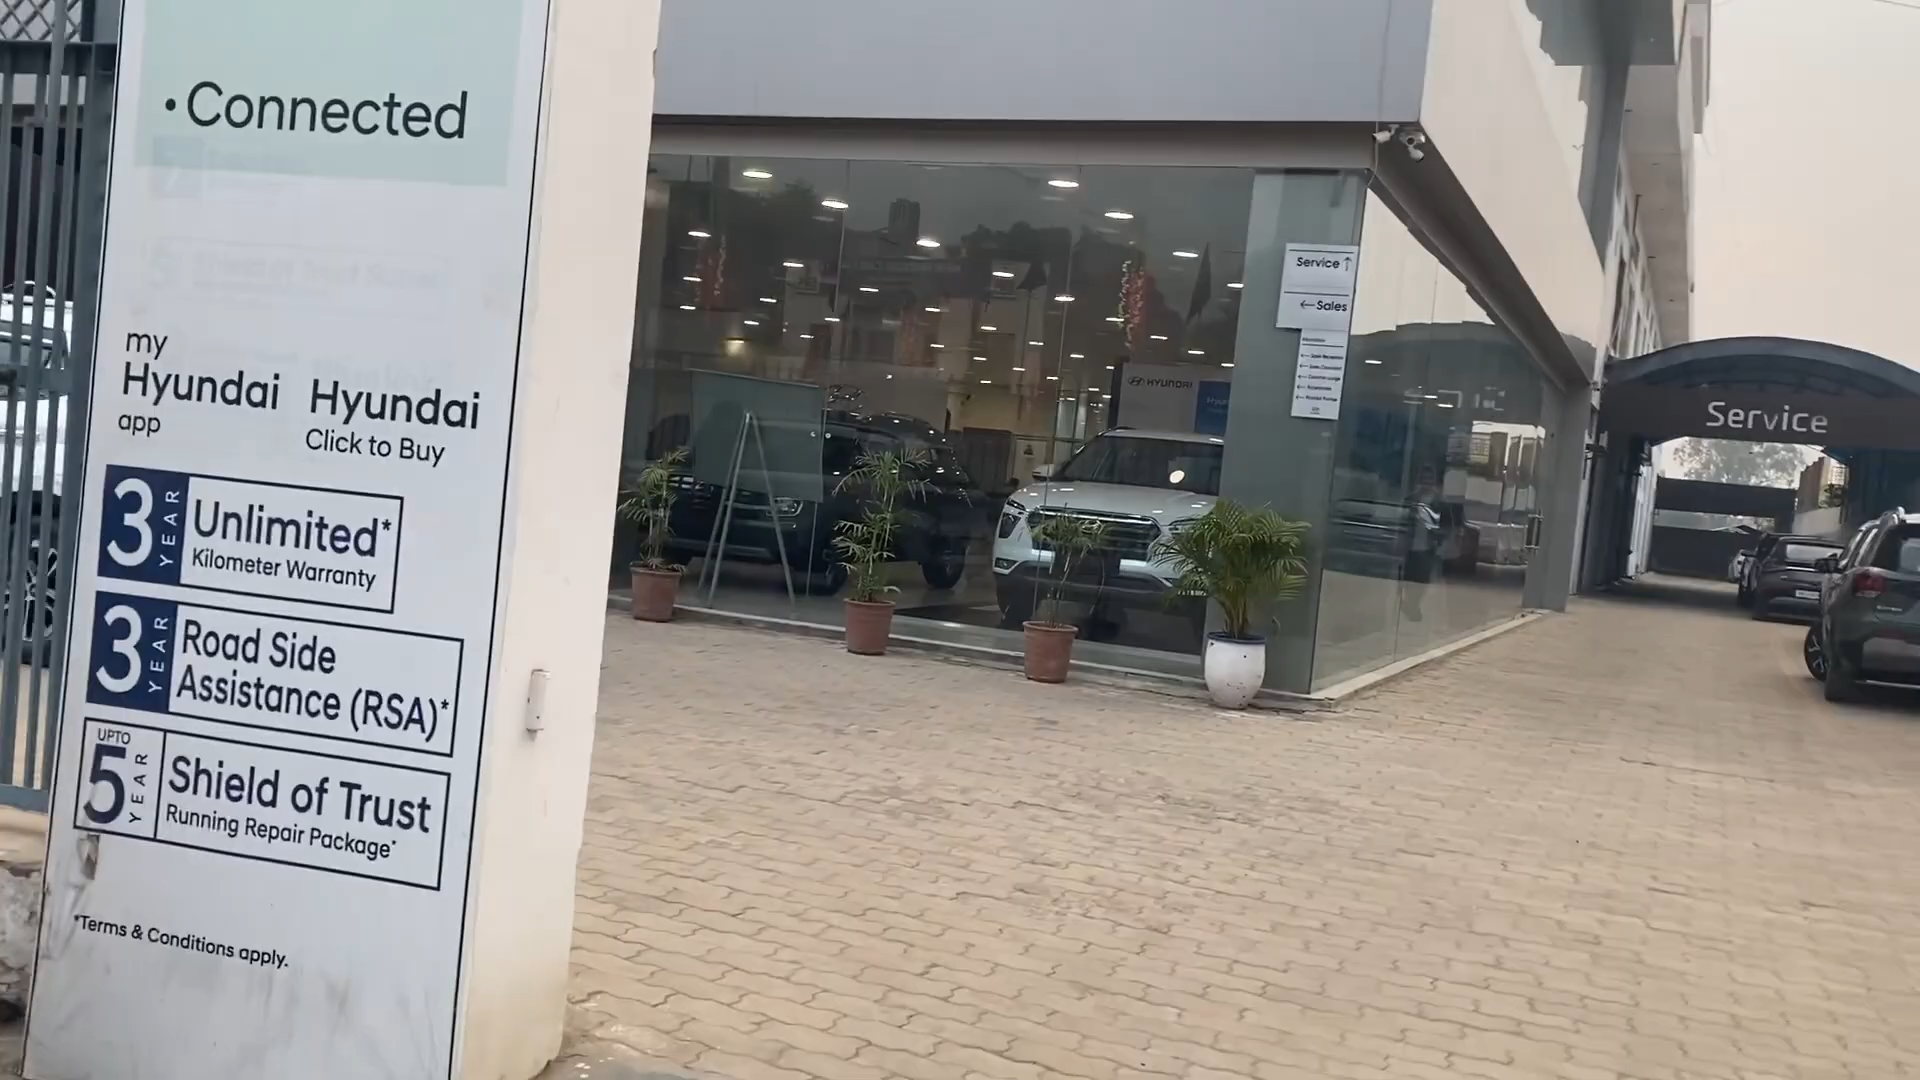 • Connected
my
Hyundai
app
Hyundai
Click to Buy
3 YEAR
Unlimited*
Kilometer Warranty
3 YEAR
Road Side
Assistance (RSA)*
UPTO
5 YEAR
Shield of Trust
Running Repair Package*
*Terms & Conditions apply.
Service ↑
← Sales
HYUNDAI
Service